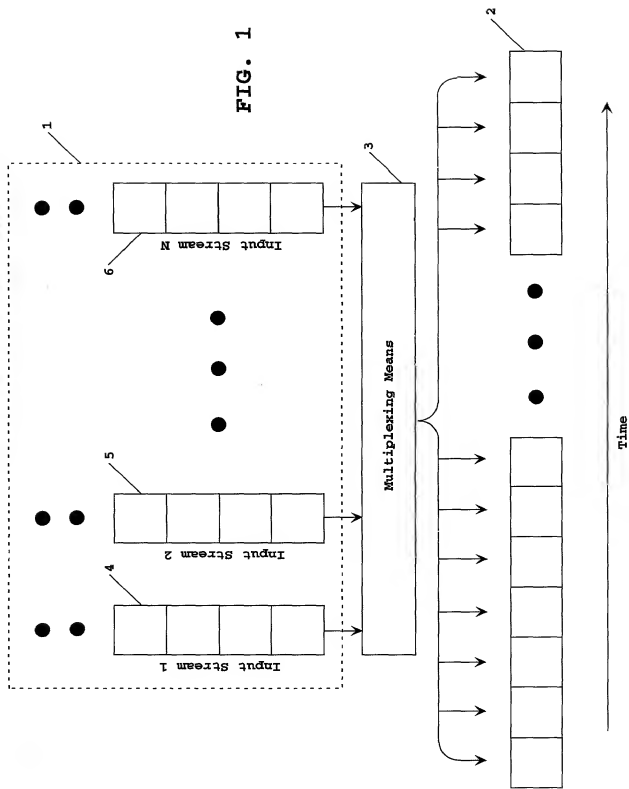 FIG. 1
1
6
Input Stream N
5
Input Stream 2
4
Input Stream 1
3
Multiplexing Means
2
Time